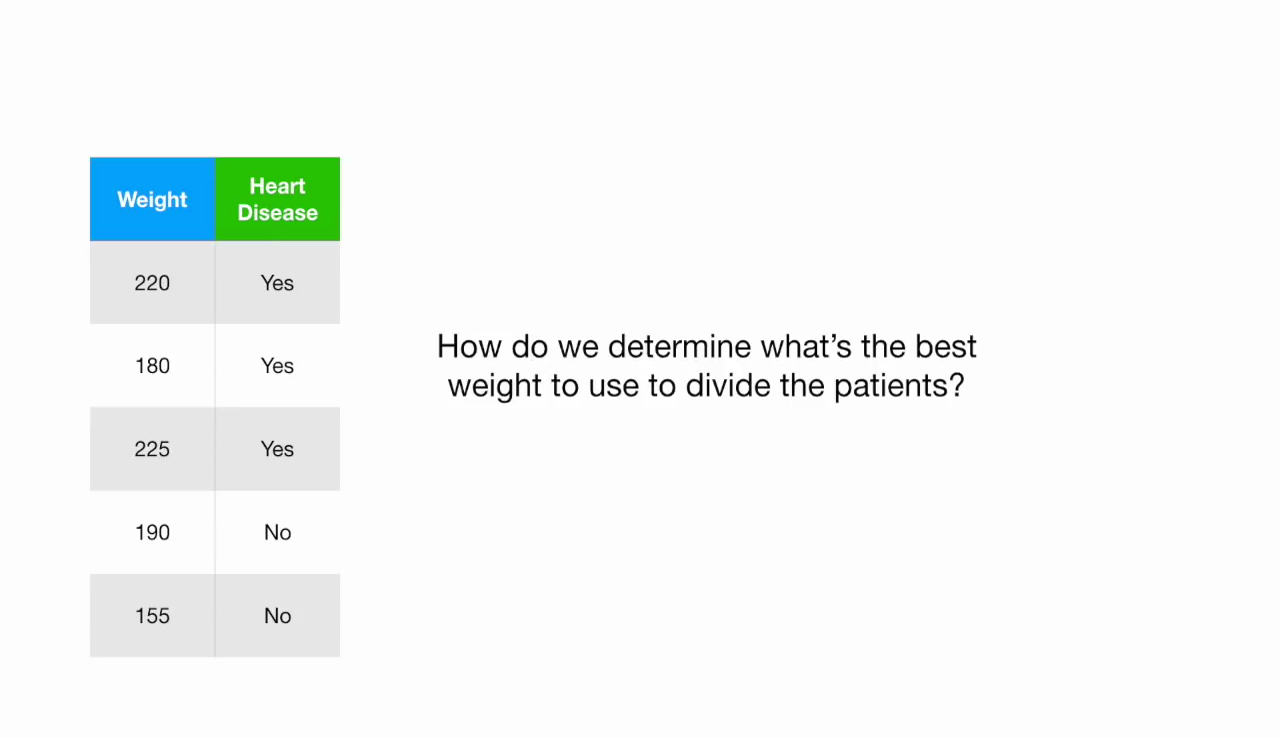 Weight Heart Disease
220 Yes
180 Yes
225 Yes
190 No
155 No
How do we determine what’s the best
weight to use to divide the patients?